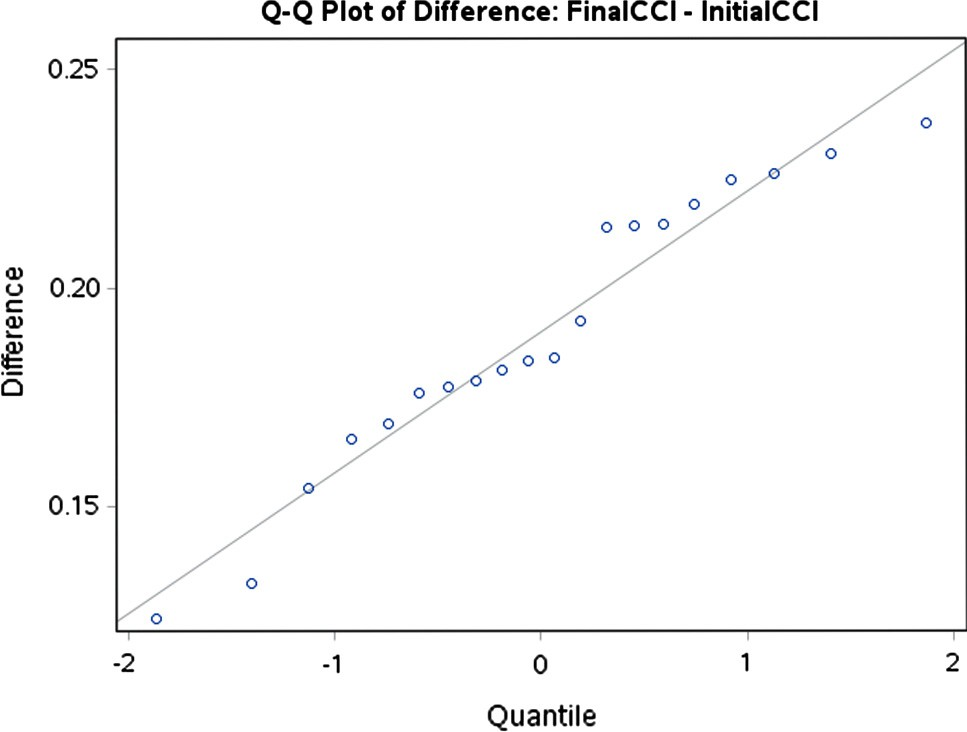 Q-Q Plot of Difference: FinalCCI - InitialCCI
0.25
0.20
0.15
Difference
-2 -1 0 1 2
Quantile